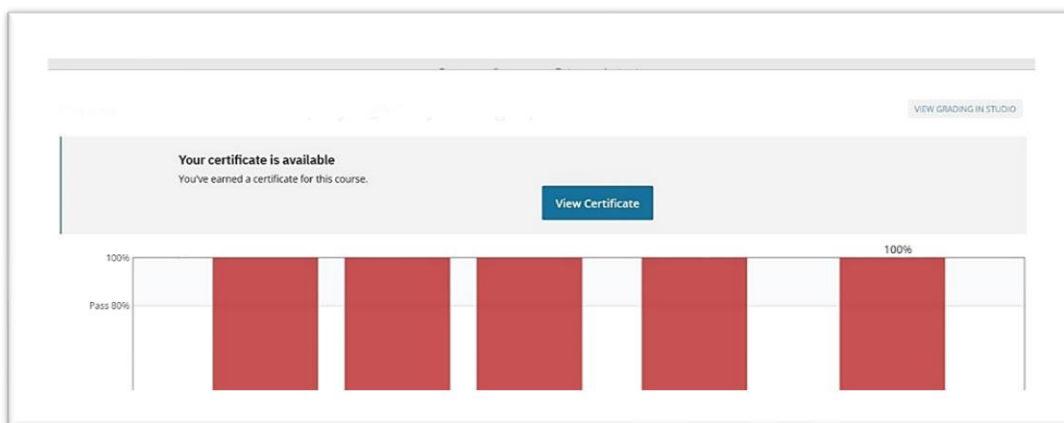 VIEW GRADING IN STUDIO
Your certificate is available
You've earned a certificate for this course.
View Certificate
100%
100%
Pass 80%